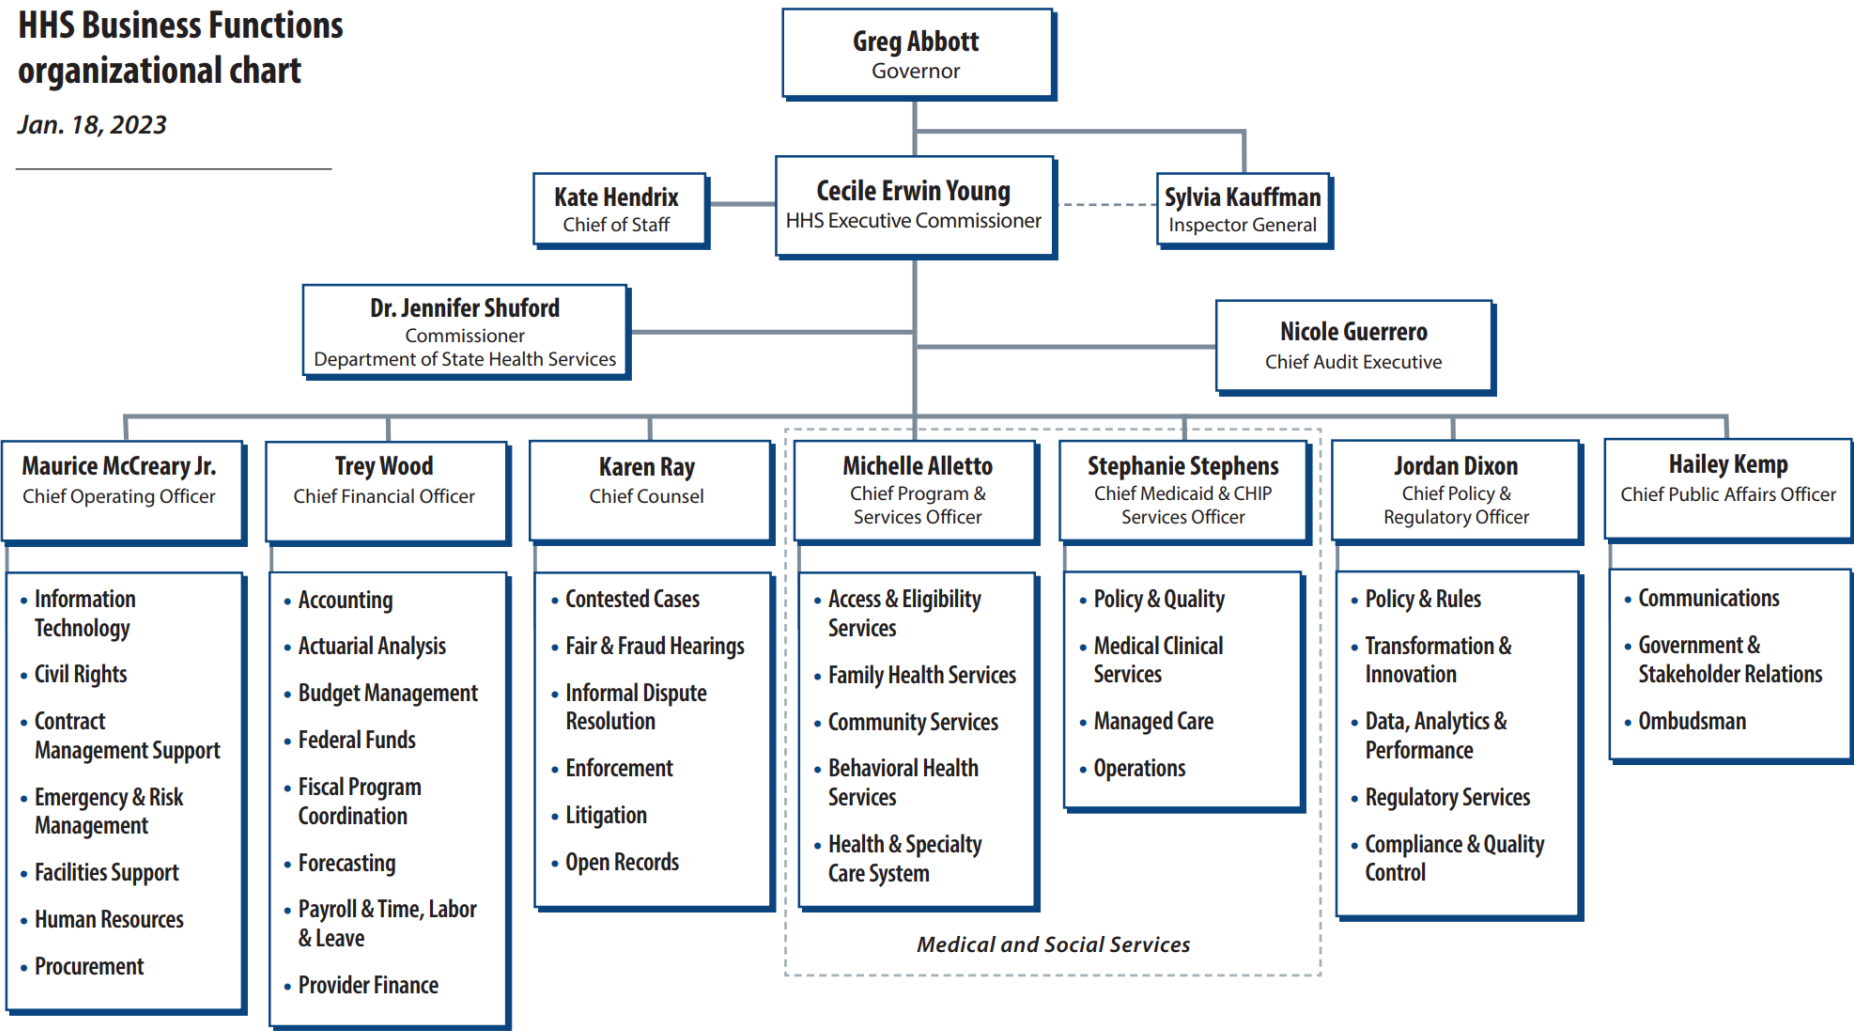 HHS Business Functions
organizational chart
Jan. 18, 2023
Greg Abbott
Governor
Kate Hendrix
Chief of Staff
Cecile Erwin Young
HHS Executive Commissioner
Sylvia Kauffman
Inspector General
Dr. Jennifer Shuford
Commissioner
Department of State Health Services
Nicole Guerrero
Chief Audit Executive
Maurice McCreary Jr.
Chief Operating Officer
• Information
Technology
• Civil Rights
• Contract
Management Support
• Emergency & Risk
Management
• Facilities Support
• Human Resources
• Procurement
Trey Wood
Chief Financial Officer
• Accounting
• Actuarial Analysis
• Budget Management
• Federal Funds
• Fiscal Program
Coordination
• Forecasting
• Payroll & Time, Labor
& Leave
• Provider Finance
Karen Ray
Chief Counsel
• Contested Cases
• Fair & Fraud Hearings
• Informal Dispute
Resolution
• Enforcement
• Litigation
• Open Records
Michelle Alletto
Chief Program &
Services Officer
• Access & Eligibility
Services
• Family Health Services
• Community Services
• Behavioral Health
Services
• Health & Specialty
Care System
Stephanie Stephens
Chief Medicaid & CHIP
Services Officer
• Policy & Quality
• Medical Clinical
Services
• Managed Care
• Operations
Medical and Social Services
Jordan Dixon
Chief Policy &
Regulatory Officer
• Policy & Rules
• Transformation &
Innovation
• Data, Analytics &
Performance
• Regulatory Services
• Compliance & Quality
Control
Hailey Kemp
Chief Public Affairs Officer
• Communications
• Government &
Stakeholder Relations
• Ombudsman